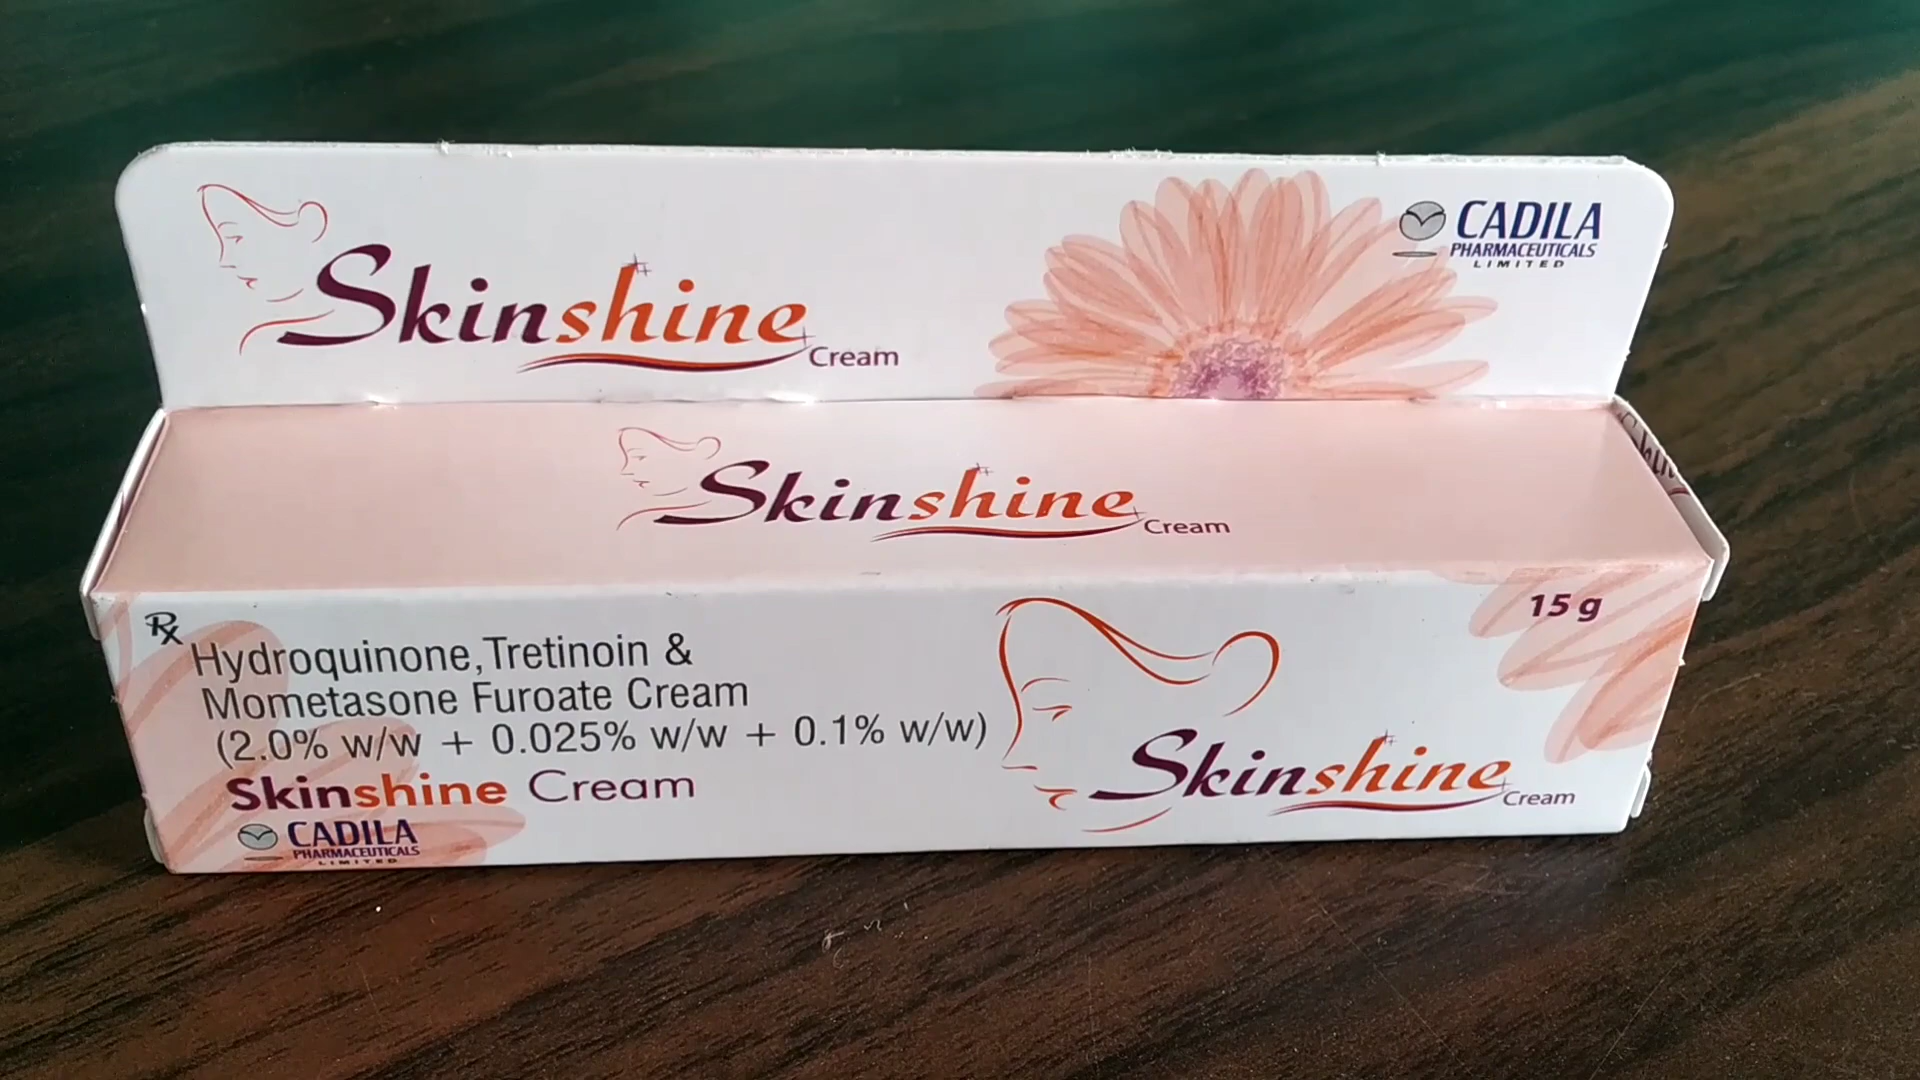 Skinshine Cream
CADILA
PHARMACEUTICALS
LIMITED
Skinshine Cream
Rx
15 g
Hydroquinone, Tretinoin &
Mometasone Furoate Cream
(2.0% w/w + 0.025% w/w + 0.1% w/w)
Skinshine Cream
CADILA
PHARMACEUTICALS
LIMITED
Skinshine Cream